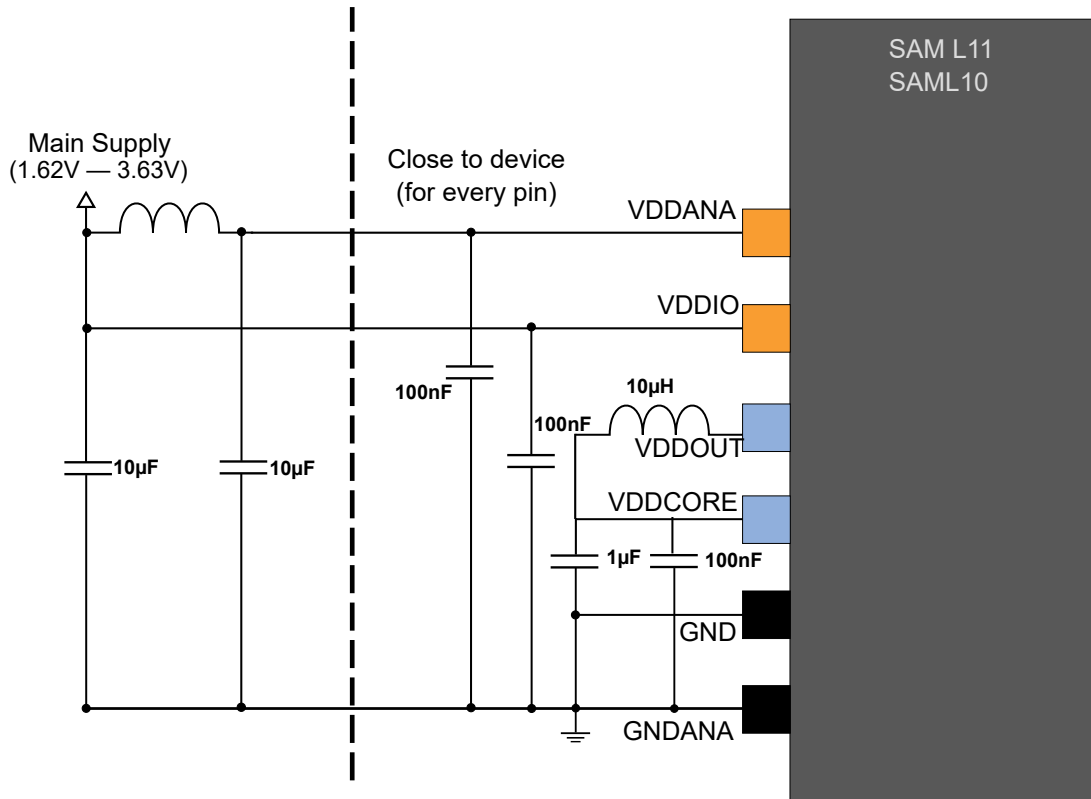 SAM L11
SAML10
Main Supply
(1.62V — 3.63V)
Close to device
(for every pin)
VDDANA
VDDIO
100nF
10µH
100nF
VDDOUT
10µF
10µF
VDDCORE
1µF
100nF
GND
GNDANA